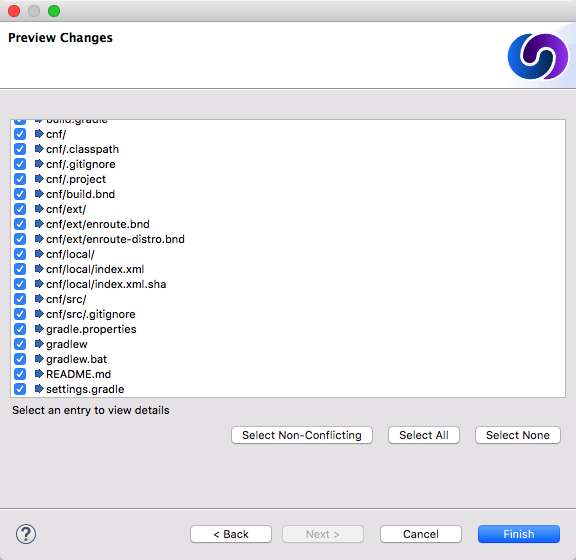 Preview Changes
build.gradle
cnf/
cnf/.classpath
cnf/.gitignore
cnf/.project
cnf/build.bnd
cnf/ext/
cnf/ext/enroute.bnd
cnf/ext/enroute-distro.bnd
cnf/local/
cnf/local/index.xml
cnf/local/index.xml.sha
cnf/src/
cnf/src/.gitignore
gradle.properties
gradlew
gradlew.bat
README.md
settings.gradle
Select an entry to view details
Select Non-Conflicting Select All Select None
? < Back Next > Cancel Finish